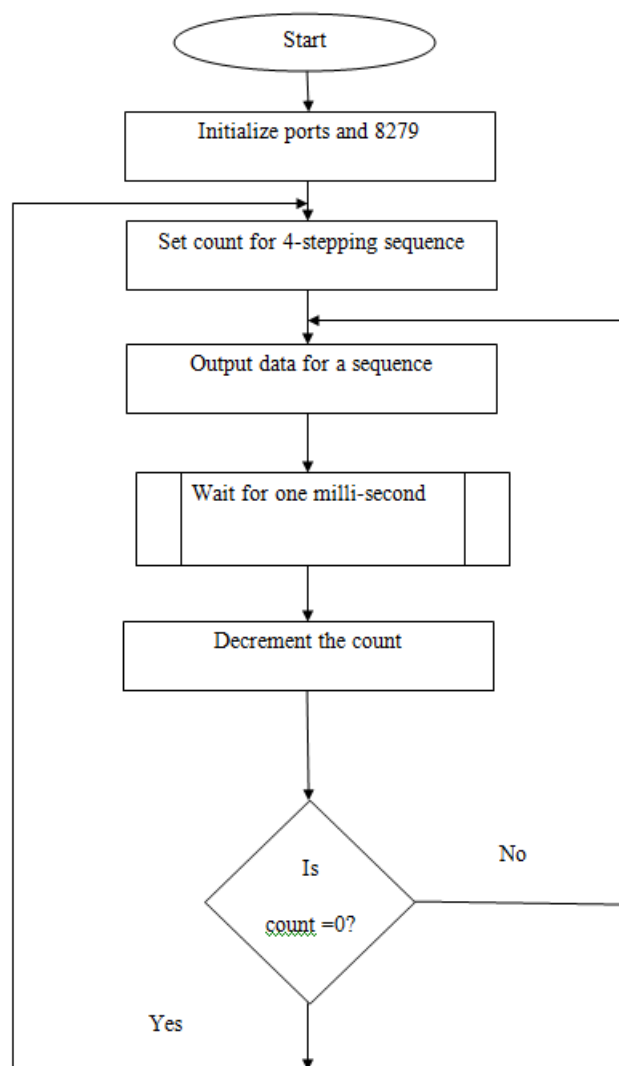 Start
Initialize ports and 8279
Set count for 4-stepping sequence
Output data for a sequence
Wait for one milli-second
Decrement the count
Is
count =0?
No
Yes